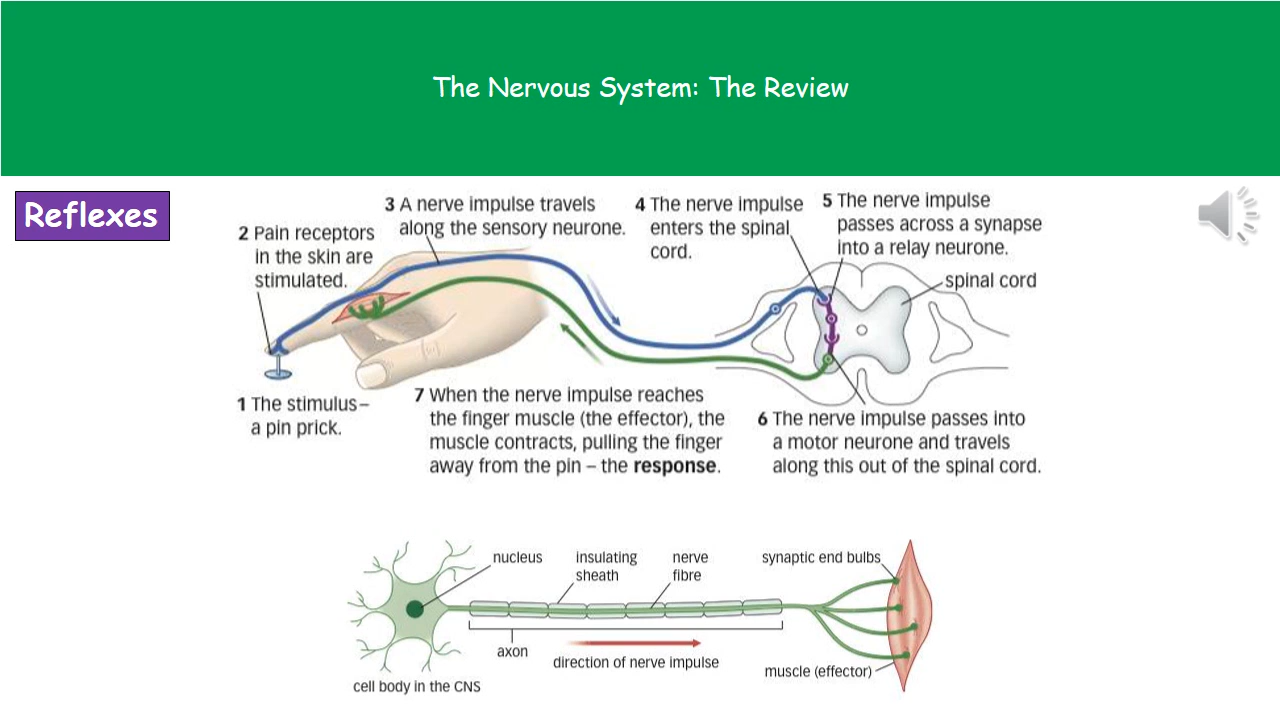 The Nervous System: The Review
Reflexes
2 Pain receptors
in the skin are
stimulated.
3 A nerve impulse travels
along the sensory neurone.
4 The nerve impulse
enters the spinal
cord.
5 The nerve impulse
passes across a synapse
into a relay neurone.
spinal cord
1 The stimulus–
a pin prick.
7 When the nerve impulse reaches
the finger muscle (the effector), the
muscle contracts, pulling the finger
away from the pin – the response.
6 The nerve impulse passes into
a motor neurone and travels
along this out of the spinal cord.
nucleus
insulating
sheath
nerve
fibre
synaptic end bulbs
axon
direction of nerve impulse
muscle (effector)
cell body in the CNS